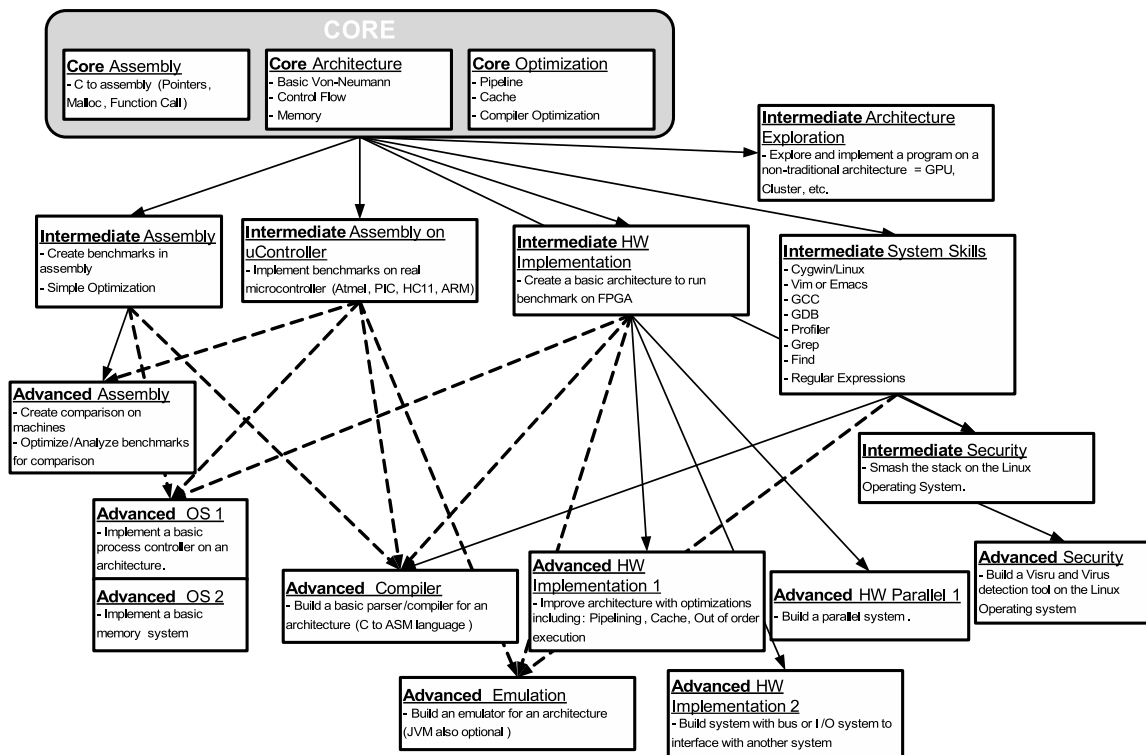 CORE
Core Assembly
- C to assembly (Pointers,
Malloc, Function Call)
Core Architecture
- Basic Von-Neumann
- Control Flow
- Memory
Core Optimization
- Pipeline
- Cache
- Compiler Optimization
Intermediate Architecture
Exploration
- Explore and implement a program on a
non-traditional architecture = GPU,
Cluster, etc.
Intermediate Assembly
- Create benchmarks in
assembly
- Simple Optimization
Intermediate Assembly on
uController
- Implement benchmarks on real
microcontroller (Atmel, PIC, HC11, ARM)
Intermediate HW
Implementation
- Create a basic architecture to run
benchmark on FPGA
Intermediate System Skills
- Cygwin/Linux
- Vim or Emacs
- GCC
- GDB
- Profiler
- Grep
- Find
- Regular Expressions
Advanced Assembly
- Create comparison on
machines
- Optimize/Analyze benchmarks
for comparison
Intermediate Security
- Smash the stack on the Linux
Operating System.
Advanced OS 1
- Implement a basic
process controller on an
architecture.
Advanced OS 2
- Implement a basic
memory system
Advanced Compiler
- Build a basic parser/compiler for an
architecture (C to ASM language)
Advanced HW
Implementation 1
- Improve architecture with optimizations
including: Pipelining, Cache, Out of order
execution
Advanced HW Parallel 1
- Build a parallel system.
Advanced Security
- Build a Visru and Virus
detection tool on the Linux
Operating system
Advanced Emulation
- Build an emulator for an architecture
(JVM also optional)
Advanced HW
Implementation 2
- Build system with bus or I/O system to
interface with another system